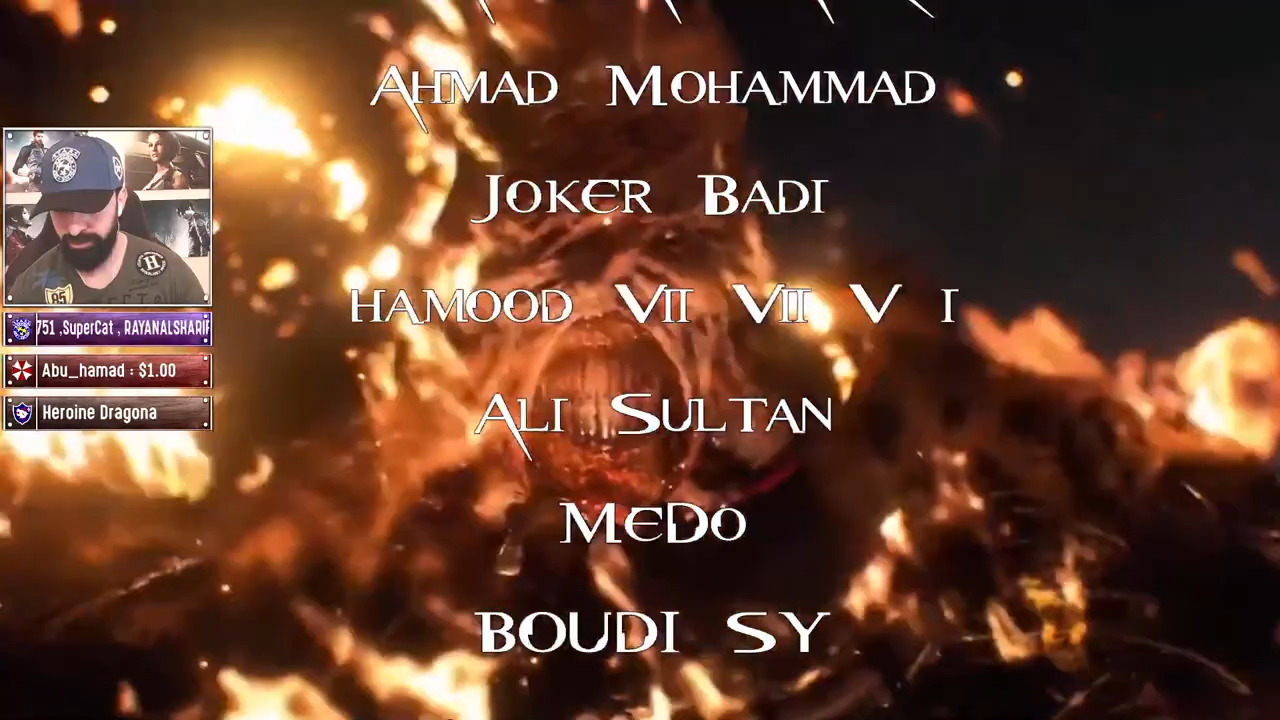 AHMAD MOHAMMAD
JOKER BADI
HAMOOD VII VII V I
ALI SULTAN
MEDO
BOUDI SY
751 ,SuperCat , RAYANALSHARIF
Abu_hamad : $1.00
Heroine Dragona
H
85